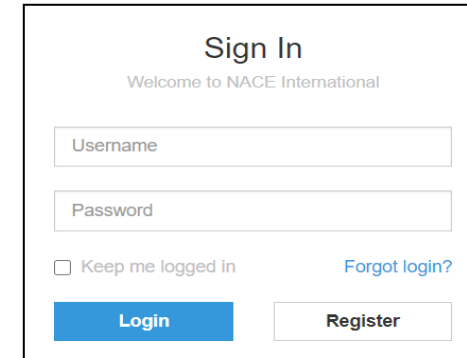 Sign In
Welcome to NACE International
Username
Password
Keep me logged in Forgot login?
Login Register